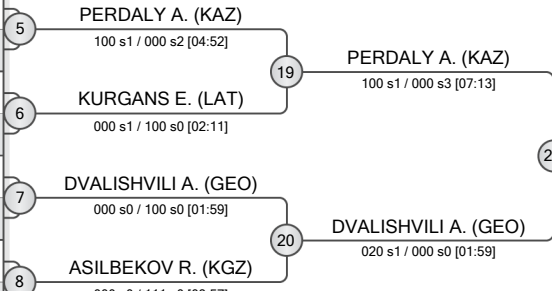 PERDALY A. (KAZ)
5
100 s1 / 000 s2 [04:52]
PERDALY A. (KAZ)
19
100 s1 / 000 s3 [07:13]
KURGANS E. (LAT)
6
000 s1 / 100 s0 [02:11]
2
DVALISHVILI A. (GEO)
7
000 s0 / 100 s0 [01:59]
DVALISHVILI A. (GEO)
20
020 s1 / 000 s0 [01:59]
ASILBEKOV R. (KGZ)
8